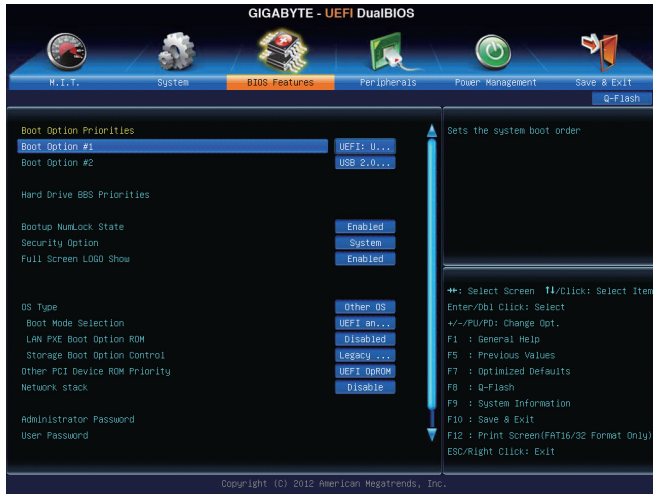 GIGABYTE - UEFI DualBIOS
M.I.T.
System
BIOS Features
Peripherals
Power Management
Save & Exit
Q-Flash
Boot Option Priorities
Boot Option #1 UEFI: U...
Boot Option #2 USB 2.0...
Hard Drive BBS Priorities
Bootup NumLock State Enabled
Security Option System
Full Screen LOGO Show Enabled
OS Type Other OS
Boot Mode Selection UEFI an...
LAN PXE Boot Option ROM Disabled
Storage Boot Option Control Legacy ...
Other PCI Device ROM Priority UEFI OpROM
Network stack Disable
Administrator Password
User Password
Sets the system boot order
→←: Select Screen ↑↓/Click: Select Item
Enter/Dbl Click: Select
+/-/PU/PD: Change Opt.
F1 : General Help
F5 : Previous Values
F7 : Optimized Defaults
F8 : Q-Flash
F9 : System Information
F10 : Save & Exit
F12 : Print Screen(FAT16/32 Format Only)
ESC/Right Click: Exit
Copyright (C) 2012 American Megatrends, Inc.